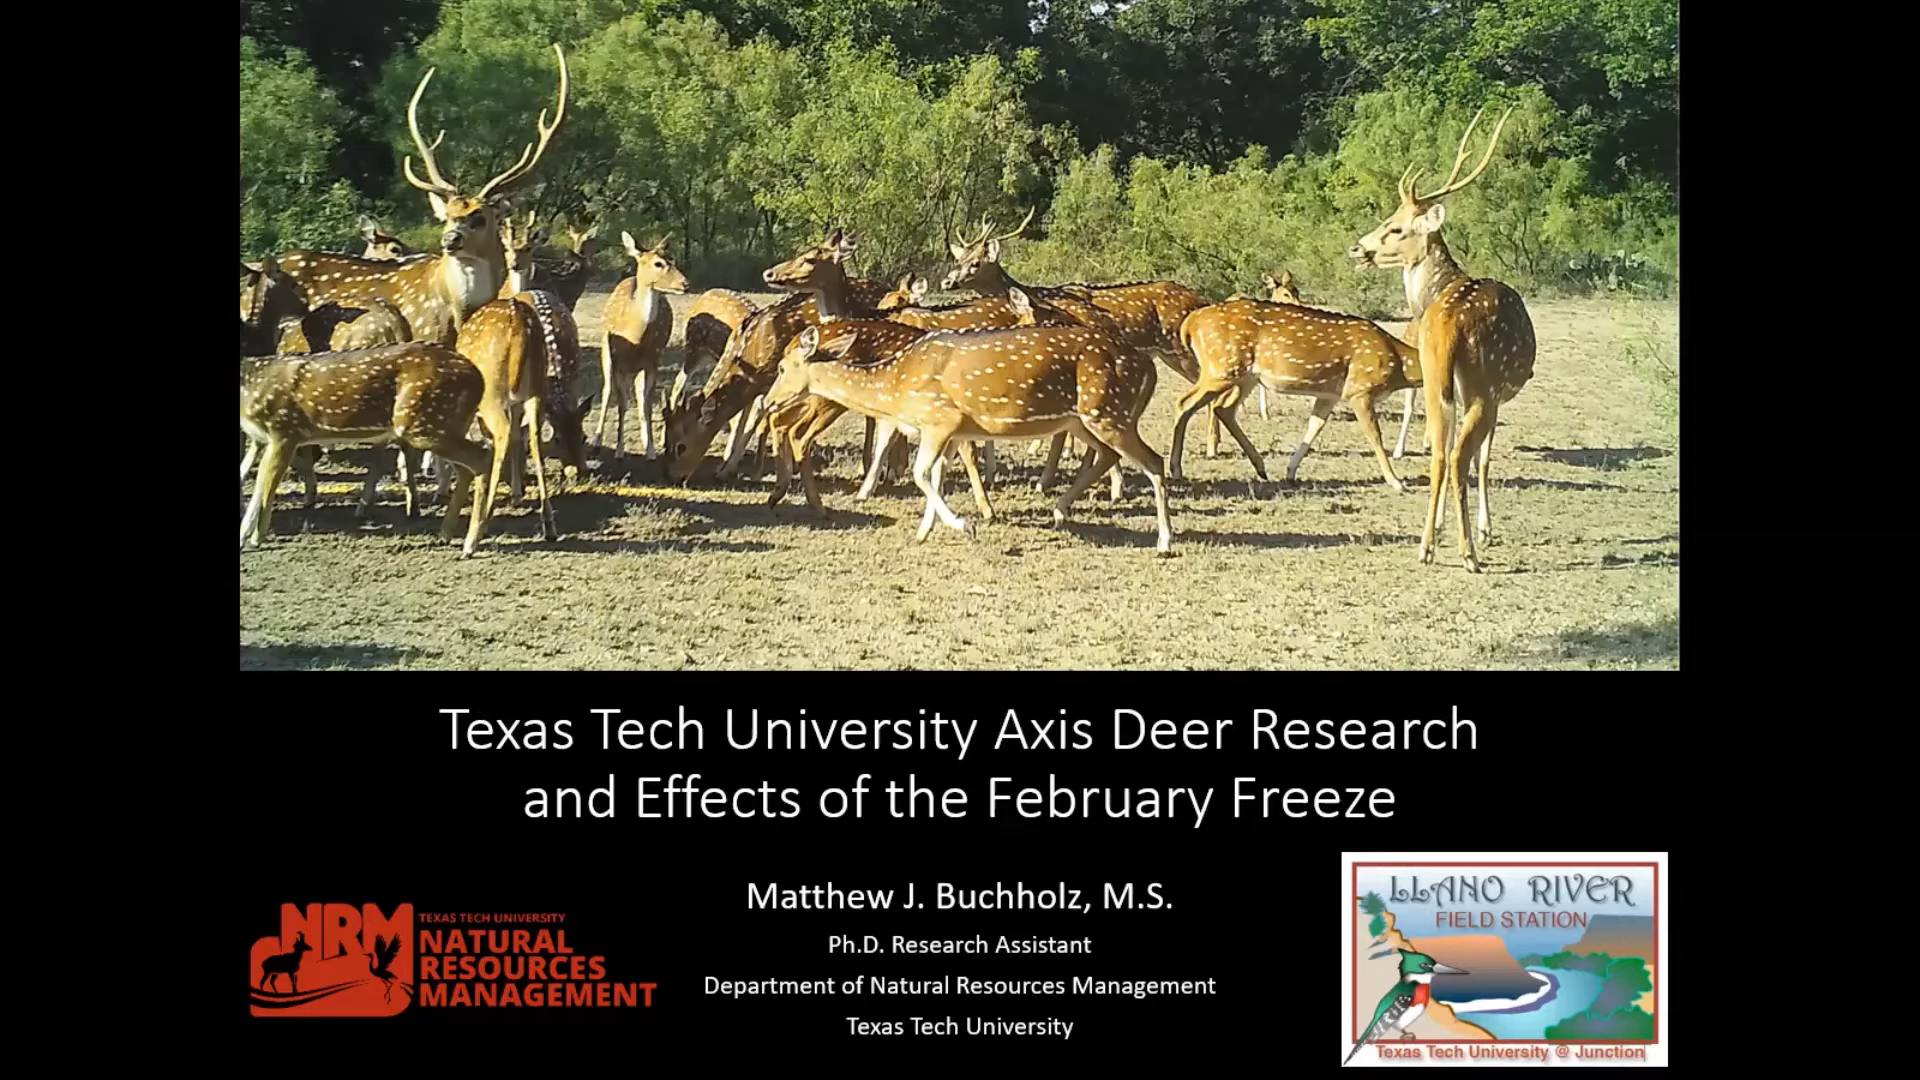 Texas Tech University Axis Deer Research
and Effects of the February Freeze
Matthew J. Buchholz, M.S.
Ph.D. Research Assistant
Department of Natural Resources Management
Texas Tech University
NRM
TEXAS TECH UNIVERSITY
NATURAL
RESOURCES
MANAGEMENT
LLANO RIVER
FIELD STATION
Texas Tech University @ Junction